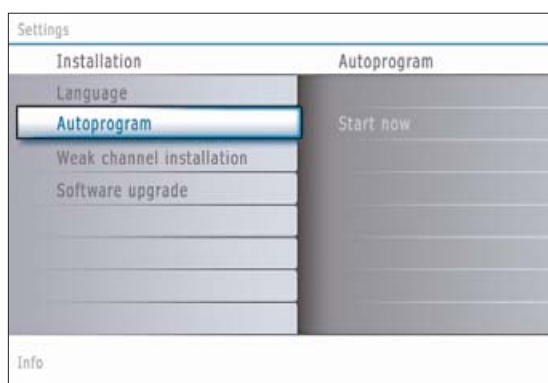 Settings
Installation
Autoprogram
Language
Autoprogram
Start now
Weak channel installation
Software upgrade
Info